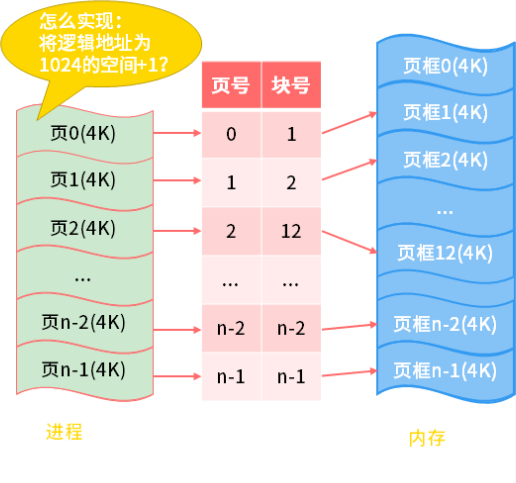 怎么实现：
将逻辑地址为
1024的空间+1?
页0(4K)
页1(4K)
页2(4K)
...
页n-2(4K)
页n-1(4K)
进程
页号 块号
0 1
1 2
2 12
... ...
n-2 n-2
n-1 n-1
页框0(4K)
页框1(4K)
页框2(4K)
...
页框12(4K)
页框n-2(4K)
页框n-1(4K)
内存